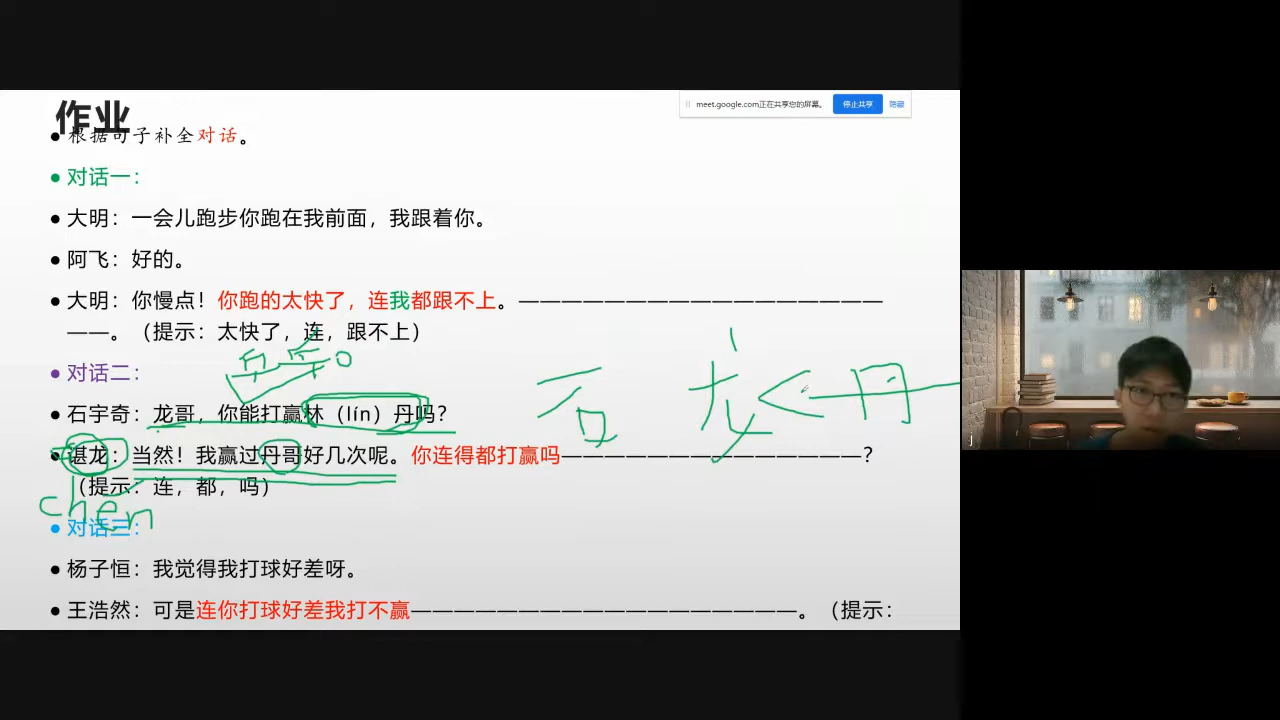 作业
meet.google.com正在共享您的屏幕。 停止共享 隐藏
● 根据句子补全对话。
● 对话一：
● 大明：一会儿跑步你跑在我前面，我跟着你。
● 阿飞：好的。
● 大明：你慢点！你跑的太快了，连我都跟不上。—————————————————
——。（提示：太快了，连，跟不上）
● 对话二：
● 石宇奇：龙哥，你能打赢林（lín）丹吗？
● 谌龙：当然！我赢过丹哥好几次呢。你连得都打赢吗——————————————？
（提示：连，都，吗）
chen
石 龙 < 丹
● 对话三：
● 杨子恒：我觉得我打球好差呀。
● 王浩然：可是连你打球好差我打不赢——————————————————。（提示：
j